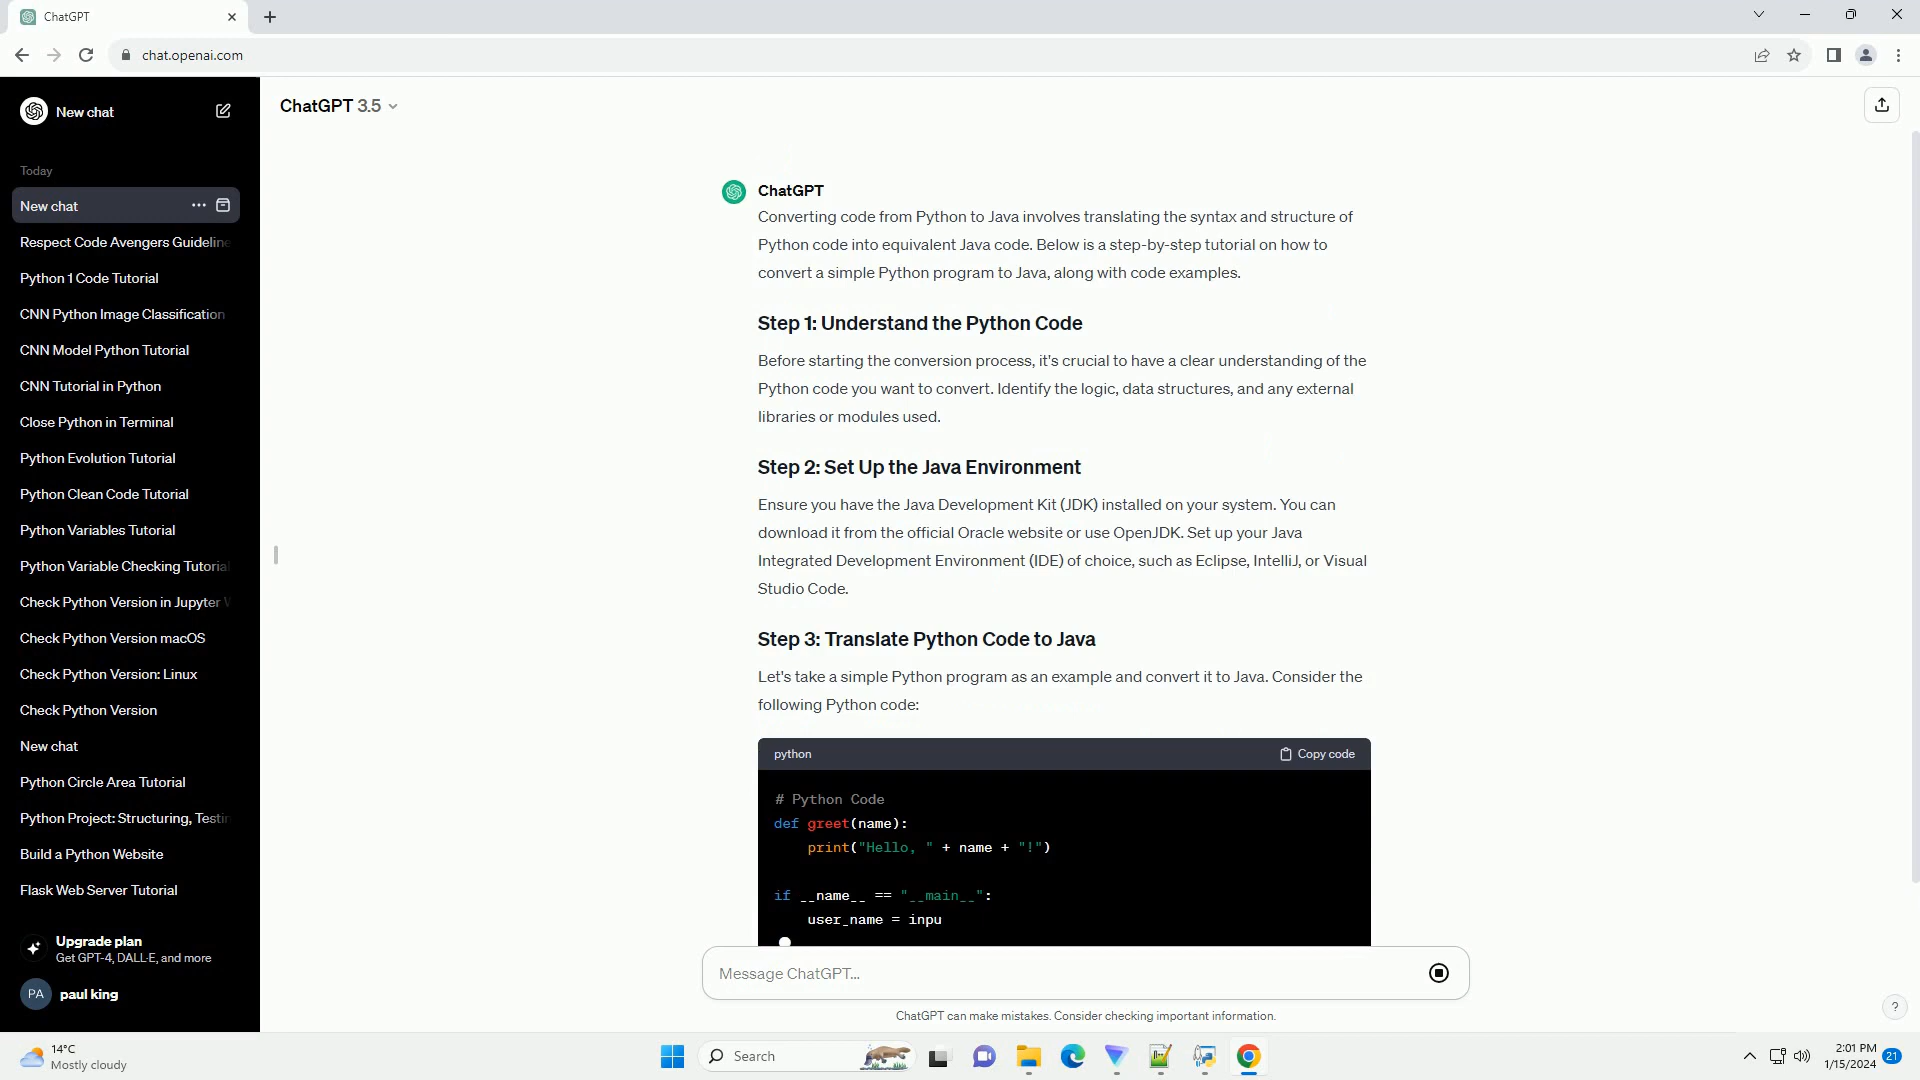 ChatGPT
chat.openai.com
New chat
Today
New chat
Respect Code Avengers Guideline
Python 1 Code Tutorial
CNN Python Image Classification
CNN Model Python Tutorial
CNN Tutorial in Python
Close Python in Terminal
Python Evolution Tutorial
Python Clean Code Tutorial
Python Variables Tutorial
Python Variable Checking Tutorial
Check Python Version in Jupyter
Check Python Version macOS
Check Python Version: Linux
Check Python Version
New chat
Python Circle Area Tutorial
Python Project: Structuring, Testin
Build a Python Website
Flask Web Server Tutorial
Upgrade plan
Get GPT-4, DALL·E, and more
PA paul king
ChatGPT 3.5
ChatGPT
Converting code from Python to Java involves translating the syntax and structure of
Python code into equivalent Java code. Below is a step-by-step tutorial on how to
convert a simple Python program to Java, along with code examples.
Step 1: Understand the Python Code
Before starting the conversion process, it's crucial to have a clear understanding of the
Python code you want to convert. Identify the logic, data structures, and any external
libraries or modules used.
Step 2: Set Up the Java Environment
Ensure you have the Java Development Kit (JDK) installed on your system. You can
download it from the official Oracle website or use OpenJDK. Set up your Java
Integrated Development Environment (IDE) of choice, such as Eclipse, IntelliJ, or Visual
Studio Code.
Step 3: Translate Python Code to Java
Let's take a simple Python program as an example and convert it to Java. Consider the
following Python code:
python Copy code
# Python Code
def greet(name):
print("Hello, " + name + "!")
if __name__ == "__main__":
user_name = inpu
Message ChatGPT...
ChatGPT can make mistakes. Consider checking important information.
?
14°C
Mostly cloudy
Search
2:01 PM
1/15/2024
21